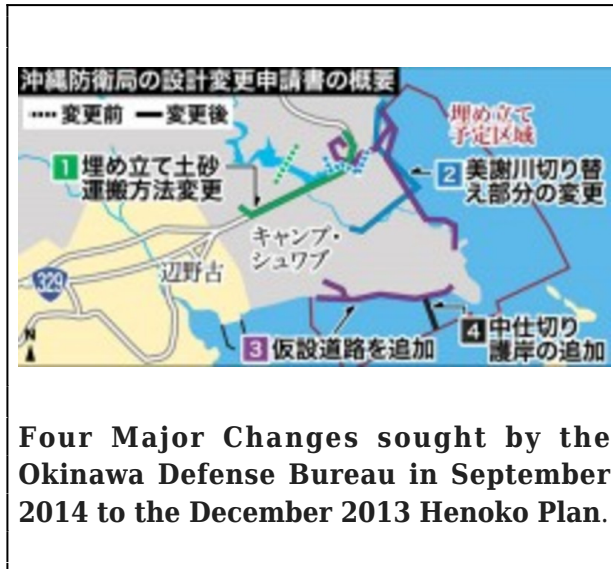 沖縄防衛局の設計変更申請書の概要
変更前 変更後
埋め立て
予定区域
1 埋め立て土砂
運搬方法変更
2 美謝川切り替
え部分の変更
キャンプ・
シュワブ
辺野古
329
3 仮設道路を追加
4 中仕切り
護岸の追加
N
Four Major Changes sought by the
Okinawa Defense Bureau in September
2014 to the December 2013 Henoko Plan.